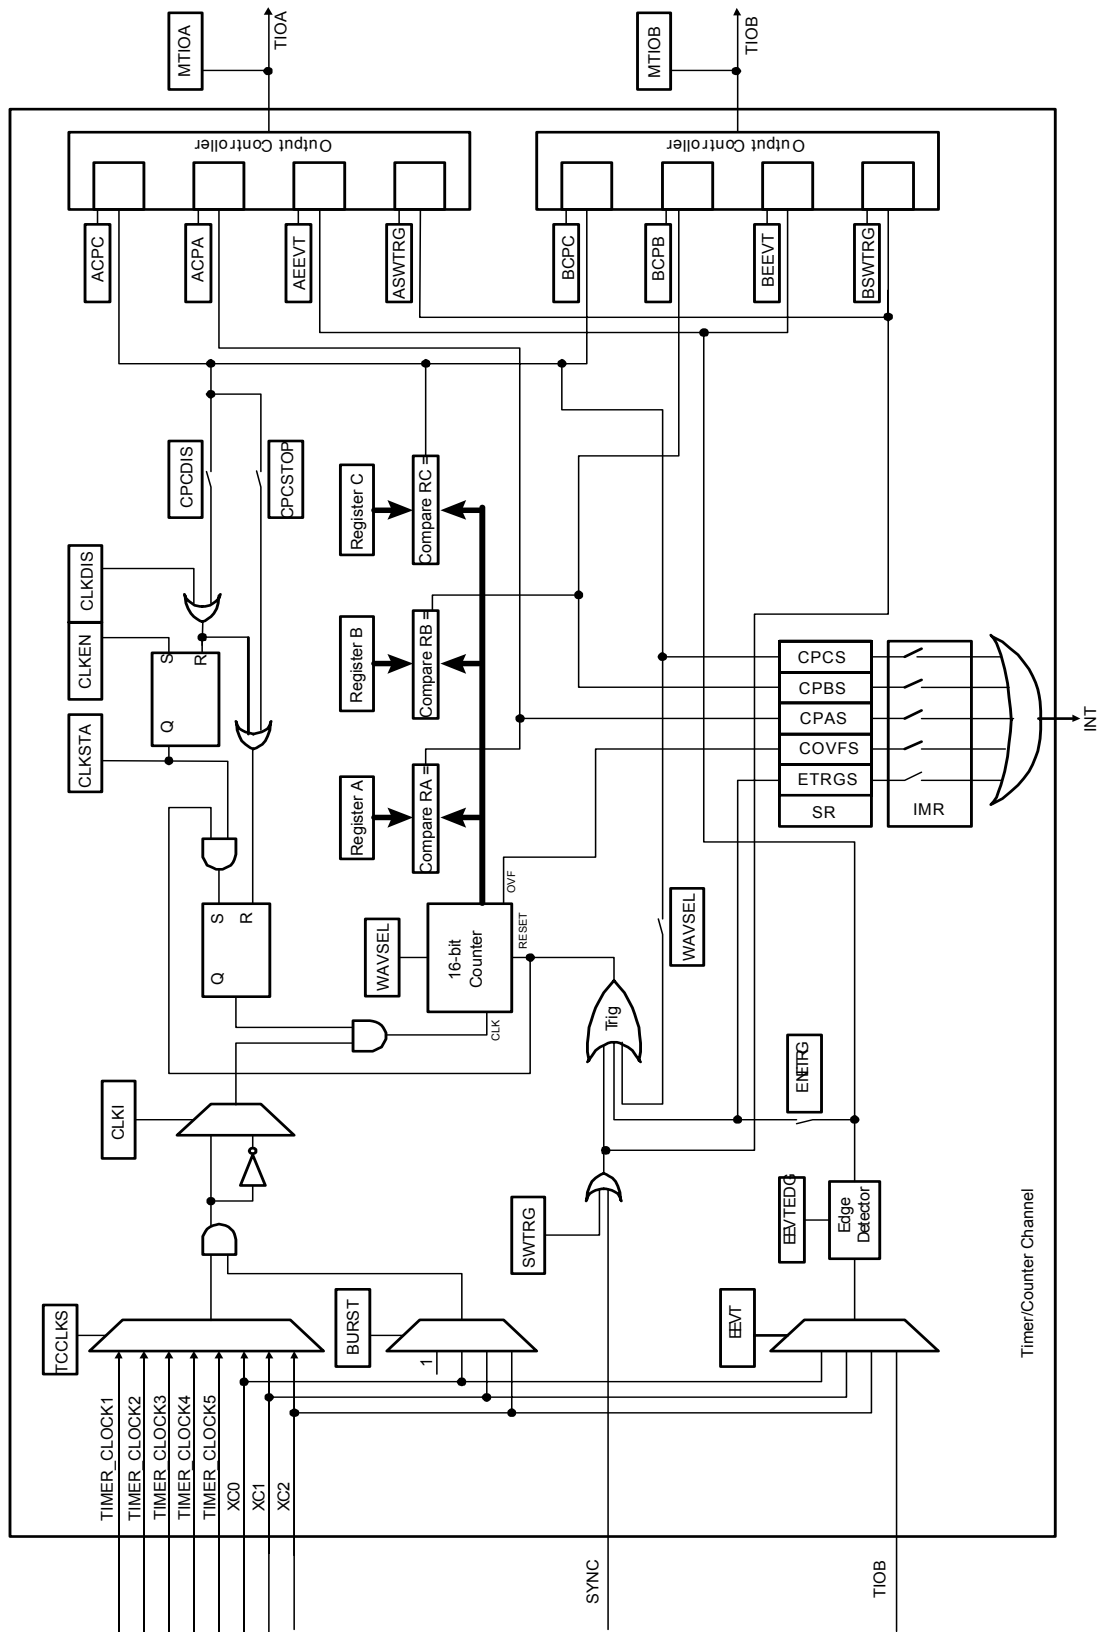 TCCLKS
TIMER_CLOCK1
TIMER_CLOCK2
TIMER_CLOCK3
TIMER_CLOCK4
TIMER_CLOCK5
XC0
XC1
XC2
CLKI
BURST
1
CLKSTA
CLKEN
CLKDIS
Q
S
R
Q
S
R
CPCDIS
CPCSTOP
WAVSEL
16-bit
Counter
CLK
RESET
OVF
Register A
Register B
Register C
Compare RA =
Compare RB =
Compare RC =
SYNC
SWTRG
Trig
WAVSEL
EEVT
TIOB
EEVTEDG
Edge
Detector
ENETRG
CPCS
CPBS
CPAS
COVFS
ETRGS
SR
IMR
INT
ACPC
ACPA
AEEVT
ASWTRG
Output Controller
MTIOA
TIOA
BCPC
BCPB
BEEVT
BSWTRG
Output Controller
MTIOB
TIOB
Timer/Counter Channel